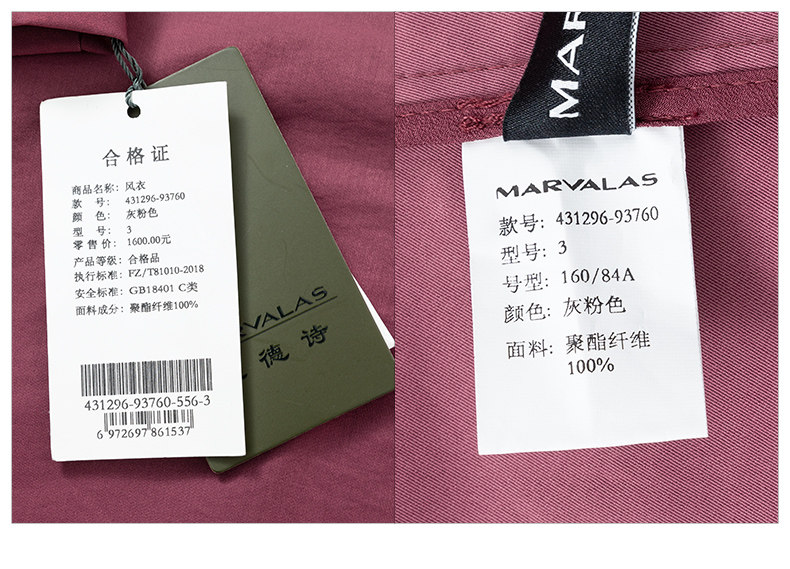 合格证
商品名称: 风衣
款 号: 431296-93760
颜 色: 灰粉色
型 号: 3
零 售 价: 1600.00元
产品等级: 合格品
执行标准: FZ/T81010-2018
安全标准: GB18401 C类
面料成分: 聚酯纤维100%
431296-93760-556-3
6 972697 861537
RVALAS
德诗
MAR
MARVALAS
款号: 431296-93760
型号: 3
号型: 160/84A
颜色: 灰粉色
面料: 聚酯纤维
100%